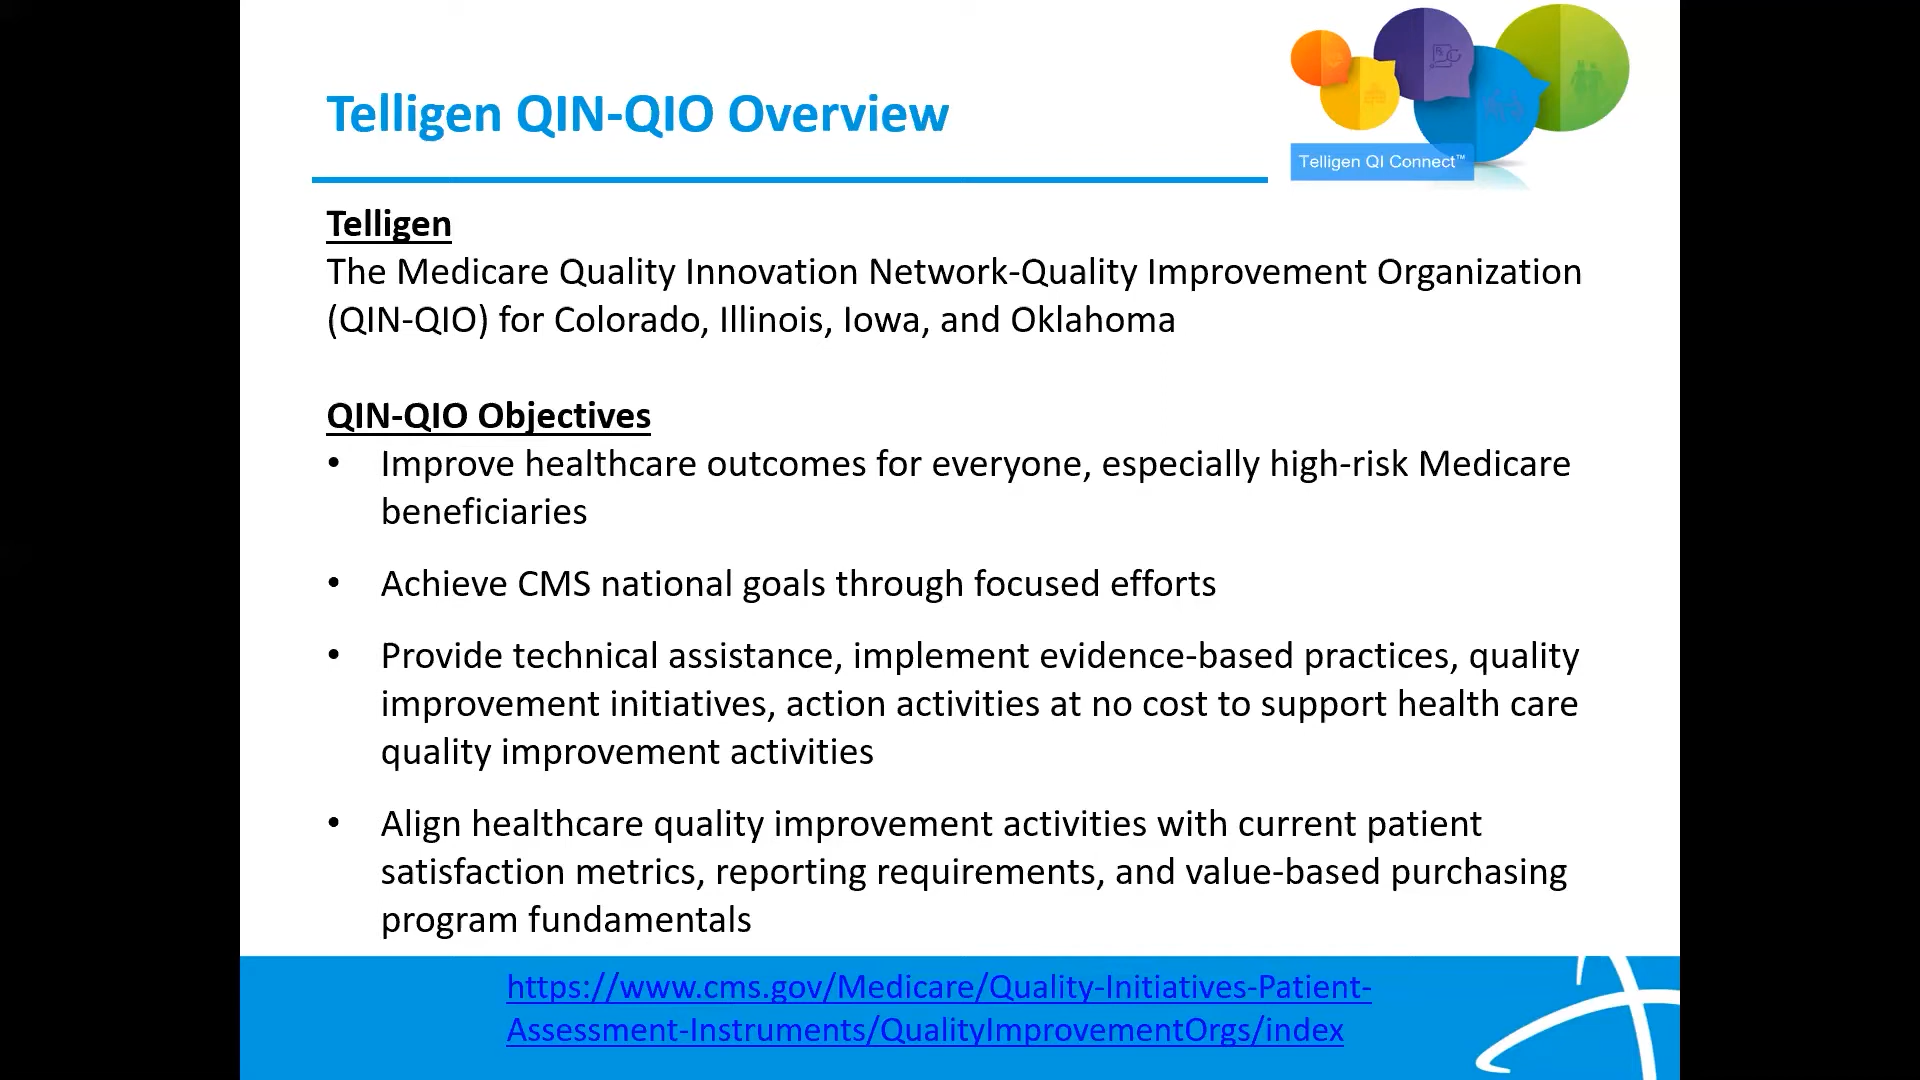 Telligen QIN-QIO Overview
Telligen QI Connect™
Telligen
The Medicare Quality Innovation Network-Quality Improvement Organization
(QIN-QIO) for Colorado, Illinois, Iowa, and Oklahoma
QIN-QIO Objectives
• Improve healthcare outcomes for everyone, especially high-risk Medicare
beneficiaries
• Achieve CMS national goals through focused efforts
• Provide technical assistance, implement evidence-based practices, quality
improvement initiatives, action activities at no cost to support health care
quality improvement activities
• Align healthcare quality improvement activities with current patient
satisfaction metrics, reporting requirements, and value-based purchasing
program fundamentals
https://www.cms.gov/Medicare/Quality-Initiatives-Patient-
Assessment-Instruments/QualityImprovementOrgs/index